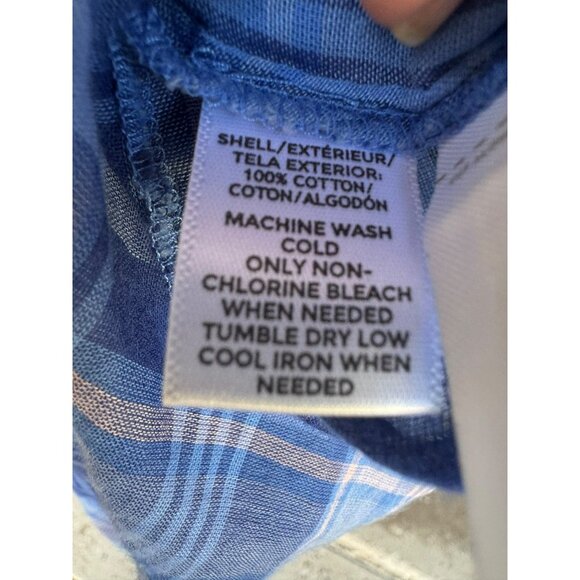 SHELL/EXTÉRIEUR/
TELA EXTERIOR:
100% COTTON/
COTON/ALGODÓN
MACHINE WASH
COLD
ONLY NON-
CHLORINE BLEACH
WHEN NEEDED
TUMBLE DRY LOW
COOL IRON WHEN
NEEDED